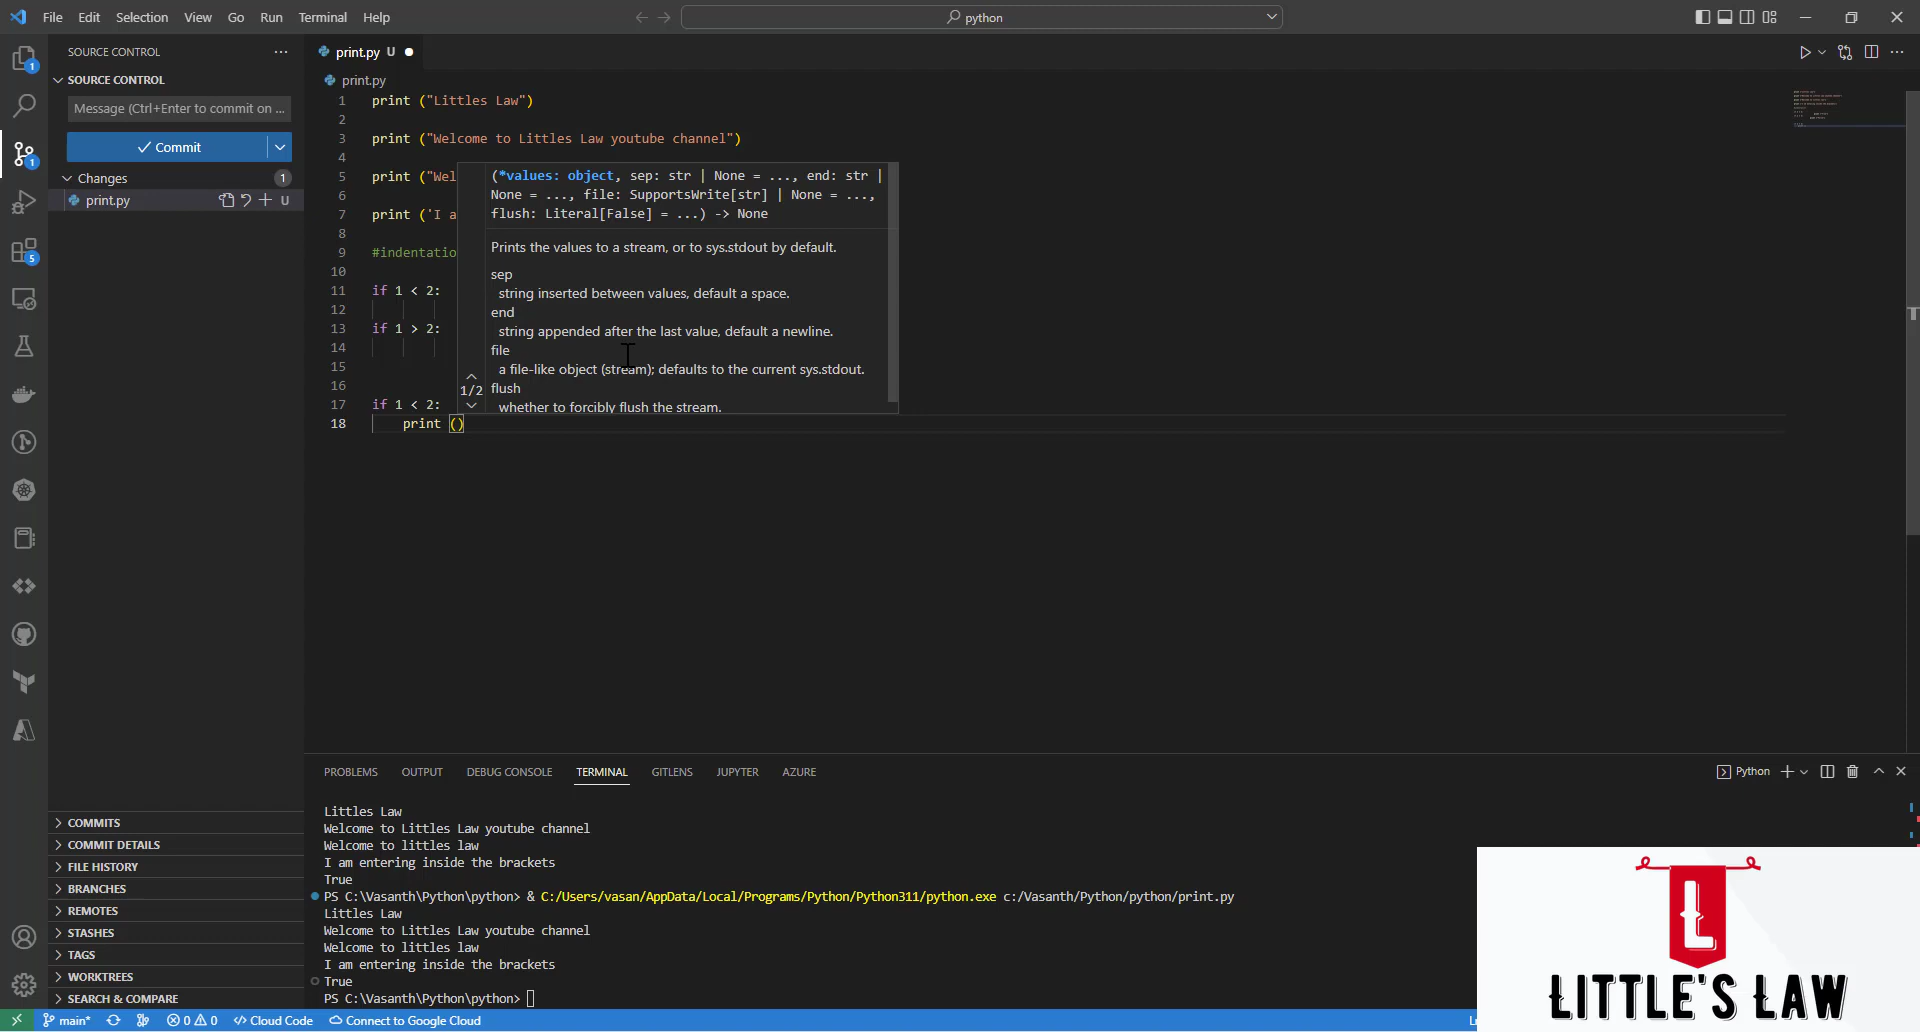 File Edit Selection View Go Run Terminal Help
python
SOURCE CONTROL
print.py U
SOURCE CONTROL
print.py
Message (Ctrl+Enter to commit on ...
Commit
Changes 1
print.py U
1 print ("Littles Law")
2
3 print ("Welcome to Littles Law youtube channel")
4
5 print ("Wel
6
7 print ('I a
8
9 #indentatio
10
11 if 1 < 2:
12
13 if 1 > 2:
14
15
16
17 if 1 < 2:
18 print ()
(*values: object, sep: str | None = ..., end: str |
None = ..., file: SupportsWrite[str] | None = ...,
flush: Literal[False] = ...) -> None
Prints the values to a stream, or to sys.stdout by default.
sep
string inserted between values, default a space.
end
string appended after the last value, default a newline.
file
a file-like object (stream); defaults to the current sys.stdout.
1/2
flush
whether to forcibly flush the stream.
1
1
5
PROBLEMS OUTPUT DEBUG CONSOLE TERMINAL GITLENS JUPYTER AZURE
Python
Littles Law
Welcome to Littles Law youtube channel
Welcome to littles law
I am entering inside the brackets
True
PS C:\Vasanth\Python\python> & C:/Users/vasan/AppData/Local/Programs/Python/Python311/python.exe c:/Vasanth/Python/python/print.py
Littles Law
Welcome to Littles Law youtube channel
Welcome to littles law
I am entering inside the brackets
True
PS C:\Vasanth\Python\python>
COMMITS
COMMIT DETAILS
FILE HISTORY
BRANCHES
REMOTES
STASHES
TAGS
WORKTREES
SEARCH & COMPARE
main* 0 0 Cloud Code Connect to Google Cloud
L
LITTLE'S LAW